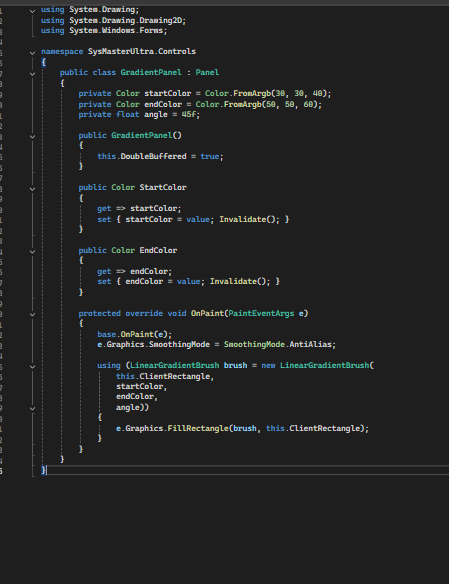 using System.Drawing;
using System.Drawing.Drawing2D;
using System.Windows.Forms;

namespace SysMasterUltra.Controls
{
    public class GradientPanel : Panel
    {
        private Color startColor = Color.FromArgb(30, 30, 40);
        private Color endColor = Color.FromArgb(50, 50, 60);
        private float angle = 45f;

        public GradientPanel()
        {
            this.DoubleBuffered = true;
        }

        public Color StartColor
        {
            get => startColor;
            set { startColor = value; Invalidate(); }
        }

        public Color EndColor
        {
            get => endColor;
            set { endColor = value; Invalidate(); }
        }

        protected override void OnPaint(PaintEventArgs e)
        {
            base.OnPaint(e);
            e.Graphics.SmoothingMode = SmoothingMode.AntiAlias;

            using (LinearGradientBrush brush = new LinearGradientBrush(
                this.ClientRectangle,
                startColor,
                endColor,
                angle))
            {
                e.Graphics.FillRectangle(brush, this.ClientRectangle);
            }
        }
    }
}